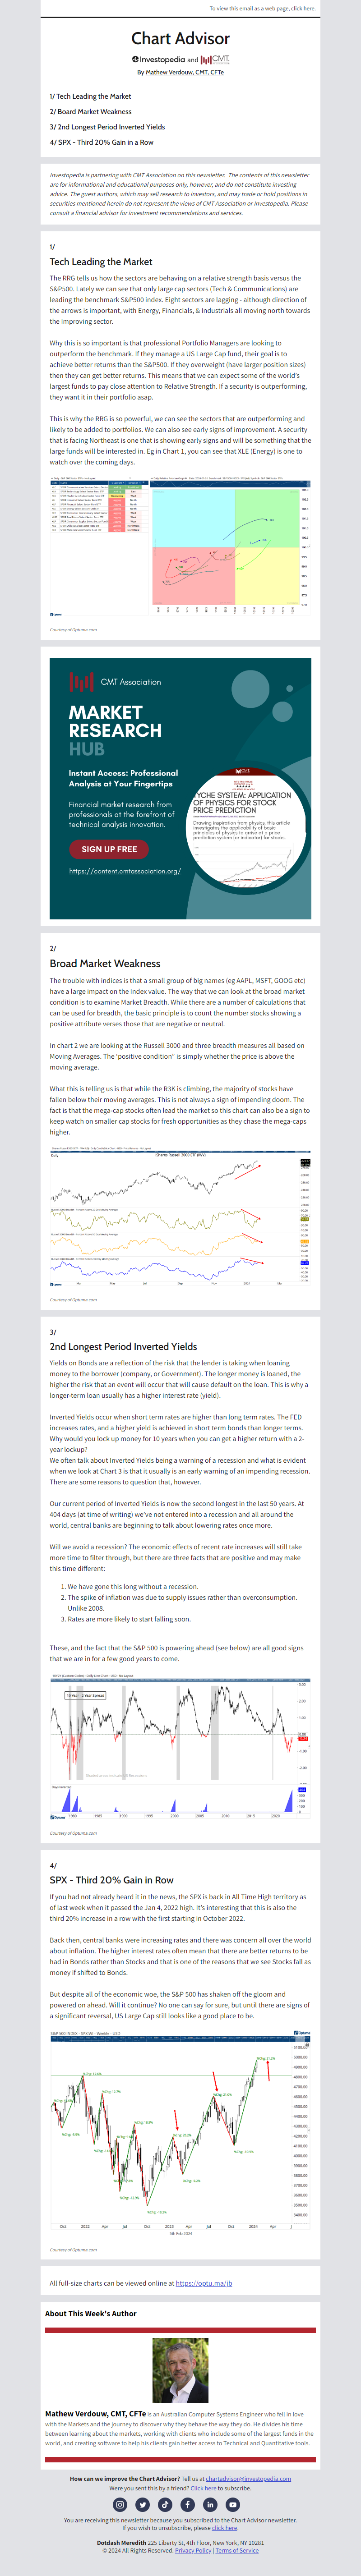 To view this email as a web page, click here.
Chart Advisor
Investopedia and CMT
By Mathew Verdouw, CMT, CFTe
1/ Tech Leading the Market
2/ Board Market Weakness
3/ 2nd Longest Period Inverted Yields
4/ SPX - Third 20% Gain in a Row
Investopedia is partnering with CMT Association on this newsletter. The contents of this newsletter
are for informational and educational purposes only, however, and do not constitute investing
advice. The guest authors, which may sell research to investors, and may trade or hold positions in
securities mentioned herein do not represent the views of CMT Association or Investopedia. Please
consult a financial advisor for investment recommendations and services.
1/
Tech Leading the Market
The RRG tells us how the sectors are behaving on a relative strength basis versus the
S&P500. Lately we can see that only large cap sectors (Tech & Communications) are
leading the benchmark S&P500 index. Eight sectors are lagging - although direction of
the arrows is important, with Energy, Financials, & Industrials all moving north towards
the Improving sector.
Why this is so important is that professional Portfolio Managers are looking to
outperform the benchmark. If they manage a US Large Cap fund, their goal is to
achieve better returns than the S&P500. If they overweight (have larger position sizes)
then they can get better returns. This means that we can expect some of the world's
largest funds to pay close attention to Relative Strength. If a security is outperforming,
they want it in their portfolio asap.
This is why the RRG is so powerful, we can see the sectors that are outperforming and
likely to be added to portfolios. We can also see early signs of improvement. A security
that is facing Northeast is one that is showing early signs and will be something that the
large funds will be interested in. Eg in Chart 1, you can see that XLE (Energy) is one to
watch over the coming days.
Courtesy of Optuma.com
CMT Association
MARKET
RESEARCH
HUB
Instant Access: Professional
Analysis at Your Fingertips
Financial market research from
professionals at the forefront of
technical analysis innovation.
SIGN UP FREE
https://content.cmtassociation.org/
YCHE SYSTEM: APPLICATION
OF PHYSICS FOR STOCK
PRICE PREDICTION
Drawing inspiration from physics, this article
investigates the applicability of basic
principles of physics to arrive at a price
prediction system (or indicator) for stocks.
2/
Broad Market Weakness
The trouble with indices is that a small group of big names (eg AAPL, MSFT, GOOG etc)
have a large impact on the index value. The way that we can look at the broad market
condition is to examine Market Breadth. While there are a number of calculations that
can be used for breadth, the basic principle is to count the number stocks showing a
positive attribute verses those that are negative or neutral.
In chart 2 we are looking at the Russell 3000 and three breadth measures all based on
Moving Averages. The 'positive condition" is simply whether the price is above the
moving average.
What this is telling us is that while the R3K is climbing, the majority of stocks have
fallen below their moving averages. This is not always a sign of impending doom. The
fact is that the mega-cap stocks often lead the market so this chart can also be a sign to
keep watch on smaller cap stocks for fresh opportunities as they chase the mega-caps
higher.
iShares Russell 3000 ETF (IWV)
Courtesy of Optuma.com
3/
2nd Longest Period Inverted Yields
Yields on Bonds are a reflection of the risk that the lender is taking when loaning
money to the borrower (company, or Government). The longer money is loaned, the
higher the risk that an event will occur that will cause default on the loan. This is why a
longer-term loan usually has a higher interest rate (yield).
Inverted Yields occur when short term rates are higher than long term rates. The FED
increases rates, and a higher yield is achieved in short term bonds than longer terms.
Why would you lock up money for 10 years when you can get a higher return with a 2-
year lockup?
We often talk about Inverted Yields being a warning of a recession and what is evident
when we look at Chart 3 is that it usually is an early warning of an impending recession.
There are some reasons to question that, however.
Our current period of Inverted Yields is now the second longest in the last 50 years. At
404 days (at time of writing) we've not entered into a recession and all around the
world, central banks are beginning to talk about lowering rates once more.
Will we avoid a recession? The economic effects of recent rate increases will still take
more time to filter through, but there are three facts that are positive and may make
this time different:
1. We have gone this long without a recession.
2. The spike of inflation was due to supply issues rather than overconsumption.
Unlike 2008.
3. Rates are more likely to start falling soon.
These, and the fact that the S&P 500 is powering ahead (see below) are all good signs
that we are in for a few good years to come.
10 Year - 2 Year Spread
1980 1985 1990 1995 2000 2005 2010 2015 2020
Courtesy of Optuma.com
4/
SPX - Third 20% Gain in Row
If you had not already heard it in the news, the SPX is back in All Time High territory as
of last week when it passed the Jan 4, 2022 high. It's interesting that this is also the
third 20% increase in a row with the first starting in October 2022.
Back then, central banks were increasing rates and there was concern all over the world
about inflation. The higher interest rates often mean that there are better returns to be
had in Bonds rather than Stocks and that is one of the reasons that we see Stocks fall as
money if shifted to Bonds.
But despite all of the economic woe, the S&P 500 has shaken off the gloom and
powered on ahead. Will it continue? No one can say for sure, but until there are signs of
a significant reversal, US Large Cap still looks like a good place to be.
Oct 2022 Apr Jul Oct 2023 Apr Jul Oct 2024 Apr J
Courtesy of Optuma.com
All full-size charts can be viewed online at https://optu.ma/jb
About This Week's Author
Mathew Verdouw, CMT, CFTe is an Australian Computer Systems Engineer who fell in love
with the Markets and the journey to discover why they behave the way they do. He divides his time
between learning about the markets, working with clients who include some of the largest funds in the
world, and creating software to help his clients gain better access to Technical and Quantitative tools.
How can we improve the Chart Advisor? Tell us at chartadvisor@investopedia.com
Were you sent this by a friend? Click here to subscribe.
You are receiving this newsletter because you subscribed to the Chart Advisor newsletter.
If you wish to unsubscribe, please click here.
Dotdash Meredith 225 Liberty St, 4th Floor, New York, NY 10281
© 2024 All Rights Reserved. Privacy Policy | Terms of Service